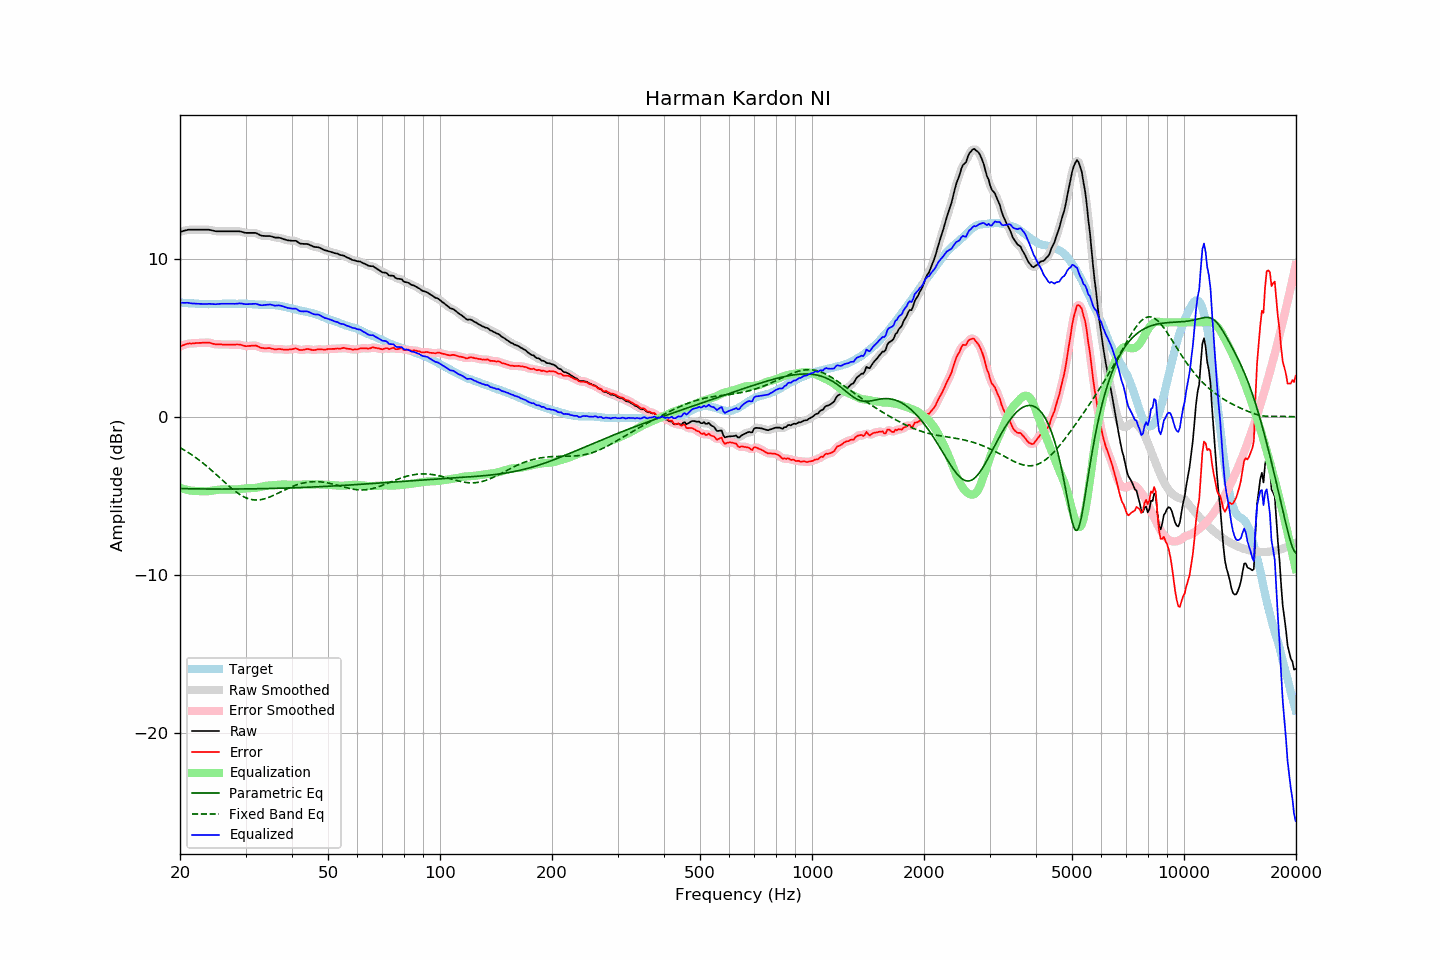 Harman Kardon NI
Amplitude (dBr)
10
0
−10
−20
Target
Raw Smoothed
Error Smoothed
Raw
Error
Equalization
Parametric Eq
Fixed Band Eq
Equalized
20 50 100 200 500 1000 2000 5000 10000 20000
Frequency (Hz)